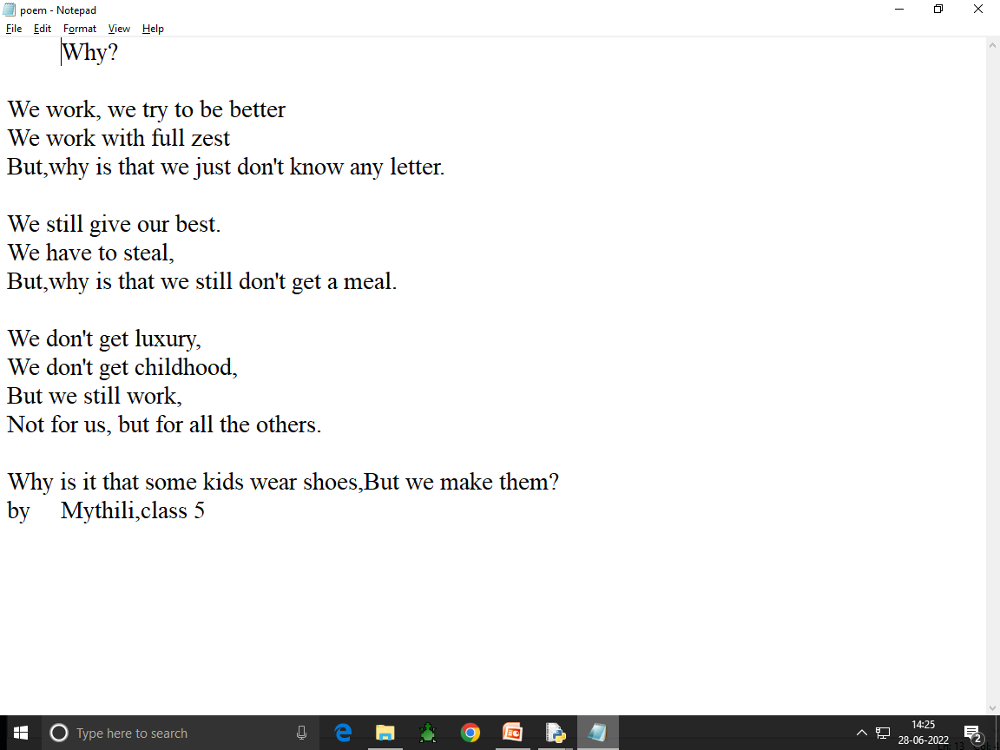 poem - Notepad
File Edit Format View Help
Why?
We work, we try to be better
We work with full zest
But,why is that we just don't know any letter.
We still give our best.
We have to steal,
But,why is that we still don't get a meal.
We don't get luxury,
We don't get childhood,
But we still work,
Not for us, but for all the others.
Why is it that some kids wear shoes,But we make them?
by Mythili,class 5
Type here to search
14:25
28-06-2022
2